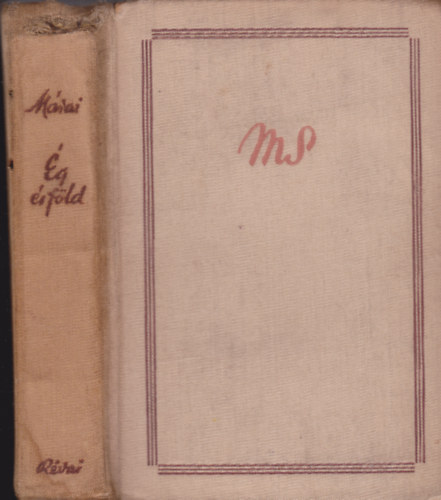 Márai
Ég
és föld
Révai
MS